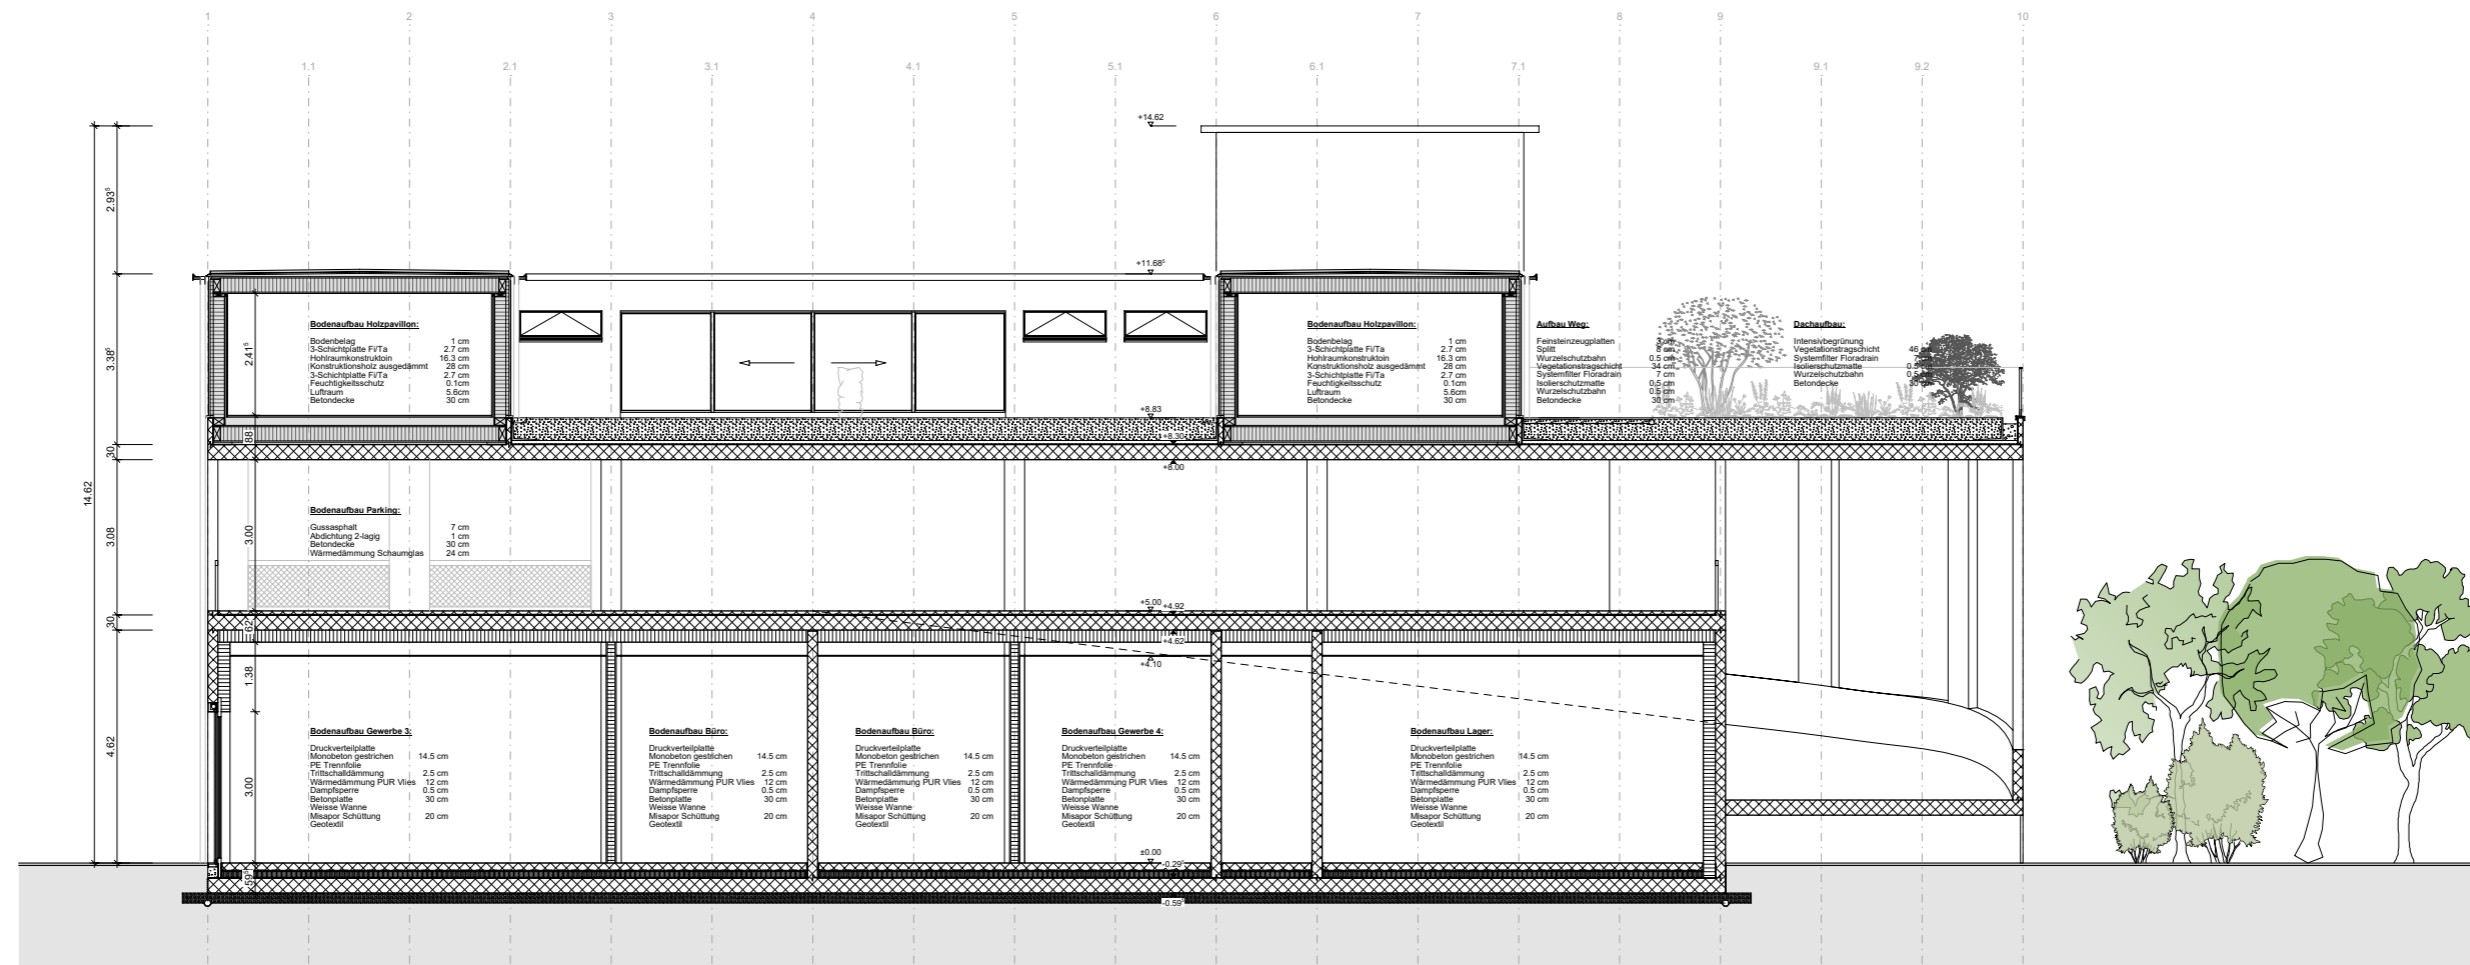 1 2 3 4 5 6 7 8 9 10
1.1 2.1 3.1 4.1 5.1 6.1 7.1 9.1 9.2
+14.62
2.93⁵
+11.68⁵
3.38⁵
2.41⁵
Bodenaufbau Holzpavillon:
Bodenbelag 1 cm
3-Schichtplatte Fi/Ta 2.7 cm
Hohlraumkonstruktoin 16.3 cm
Konstruktionsholz ausgedämmt 28 cm
3-Schichtplatte Fi/Ta 2.7 cm
Feuchtigkeitsschutz 0.1cm
Luftraum 5.6cm
Betondecke 30 cm
Bodenaufbau Holzpavillon:
Bodenbelag 1 cm
3-Schichtplatte Fi/Ta 2.7 cm
Hohlraumkonstruktoin 16.3 cm
Konstruktionsholz ausgedämmt 28 cm
3-Schichtplatte Fi/Ta 2.7 cm
Feuchtigkeitsschutz 0.1cm
Luftraum 5.6cm
Betondecke 30 cm
Aufbau Weg:
Feinsteinzeugplatten
Splitt 8 cm
Wurzelschutzbahn 0.5 cm
Vegetationstragschicht 34 cm
Systemfilter Floradrain 7 cm
Isolierschutzmatte 0.5 cm
Wurzelschutzbahn 0.5 cm
Betondecke 30 cm
Dachaufbau:
Intensivbegrünung
Vegetationstragschicht 46
Systemfilter Floradrain
Isolierschutzmatte 0.5
Wurzelschutzbahn 0.5
Betondecke 30
+8.83
88
30
+8.00
14.62
3.08
3.00
Bodenaufbau Parking:
Gussasphalt 7 cm
Abdichtung 2-lagig 1 cm
Betondecke 30 cm
Wärmedämmung Schaumglas 24 cm
+5.00 +4.92
30
62
+4.62
+4.10
1.38
4.62
3.00
Bodenaufbau Gewerbe 3:
Druckverteilplatte
Monobeton gestrichen 14.5 cm
PE Trennfolie
Trittschalldämmung 2.5 cm
Wärmedämmung PUR Vlies 12 cm
Dampfsperre 0.5 cm
Betonplatte 30 cm
Weisse Wanne
Misapor Schüttung 20 cm
Geotextil
Bodenaufbau Büro:
Druckverteilplatte
Monobeton gestrichen 14.5 cm
PE Trennfolie
Trittschalldämmung 2.5 cm
Wärmedämmung PUR Vlies 12 cm
Dampfsperre 0.5 cm
Betonplatte 30 cm
Weisse Wanne
Misapor Schüttung 20 cm
Geotextil
Bodenaufbau Büro:
Druckverteilplatte
Monobeton gestrichen 14.5 cm
PE Trennfolie
Trittschalldämmung 2.5 cm
Wärmedämmung PUR Vlies 12 cm
Dampfsperre 0.5 cm
Betonplatte 30 cm
Weisse Wanne
Misapor Schüttung 20 cm
Geotextil
Bodenaufbau Gewerbe 4:
Druckverteilplatte
Monobeton gestrichen 14.5 cm
PE Trennfolie
Trittschalldämmung 2.5 cm
Wärmedämmung PUR Vlies 12 cm
Dampfsperre 0.5 cm
Betonplatte 30 cm
Weisse Wanne
Misapor Schüttung 20 cm
Geotextil
Bodenaufbau Lager:
Druckverteilplatte
Monobeton gestrichen 14.5 cm
PE Trennfolie
Trittschalldämmung 2.5 cm
Wärmedämmung PUR Vlies 12 cm
Dampfsperre 0.5 cm
Betonplatte 30 cm
Weisse Wanne
Misapor Schüttung 20 cm
Geotextil
±0.00
-0.29⁵
59⁵
-0.59⁵